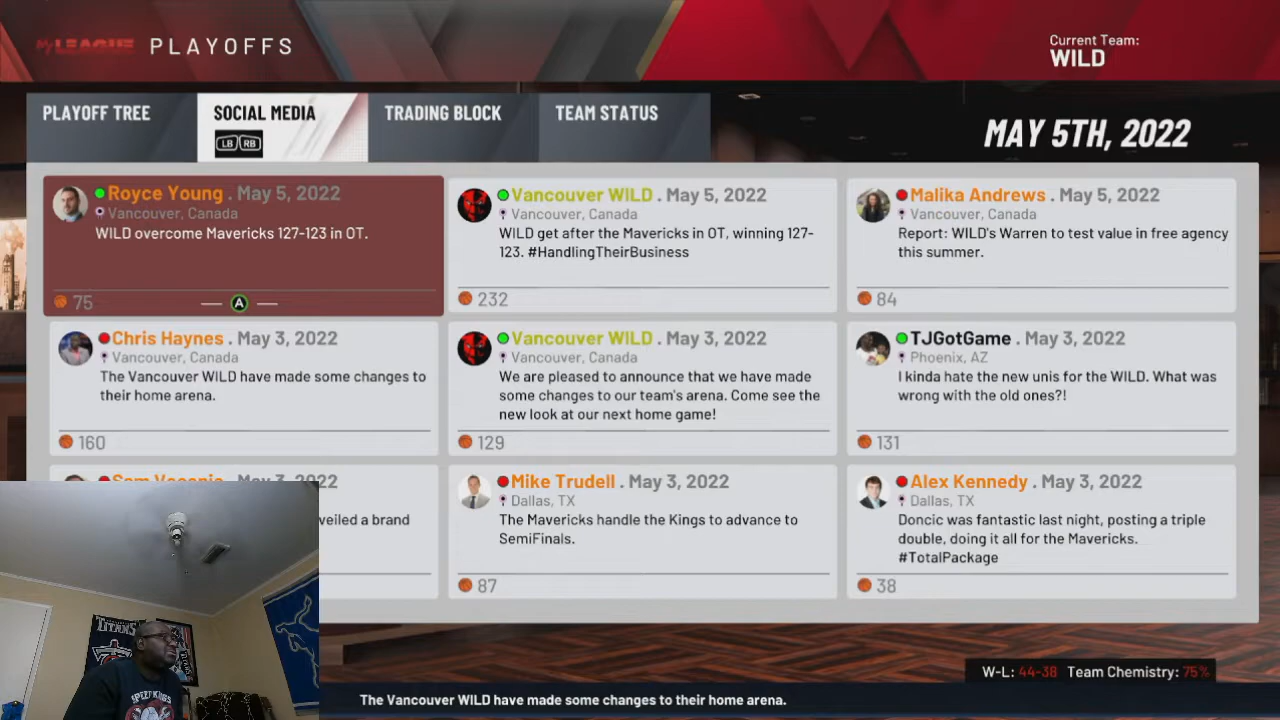 MyLEAGUE PLAYOFFS
Current Team:
WILD
PLAYOFF TREE
SOCIAL MEDIA
LB RB
TRADING BLOCK
TEAM STATUS
MAY 5TH, 2022
Royce Young . May 5, 2022
Vancouver, Canada
WILD overcome Mavericks 127-123 in OT.
75
A
Vancouver WILD . May 5, 2022
Vancouver, Canada
WILD get after the Mavericks in OT, winning 127-
123. #HandlingTheirBusiness
232
Malika Andrews . May 5, 2022
Vancouver, Canada
Report: WILD's Warren to test value in free agency
this summer.
84
Chris Haynes . May 3, 2022
Vancouver, Canada
The Vancouver WILD have made some changes to
their home arena.
160
Vancouver WILD . May 3, 2022
Vancouver, Canada
We are pleased to announce that we have made
some changes to our team's arena. Come see the
new look at our next home game!
129
TJGotGame . May 3, 2022
Phoenix, AZ
I kinda hate the new unis for the WILD. What was
wrong with the old ones?!
131
022
veiled a brand
Mike Trudell . May 3, 2022
Dallas, TX
The Mavericks handle the Kings to advance to
SemiFinals.
87
Alex Kennedy . May 3, 2022
Dallas, TX
Doncic was fantastic last night, posting a triple
double, doing it all for the Mavericks.
#TotalPackage
38
TITANS
W-L: 44-38 Team Chemistry: 75%
The Vancouver WILD have made some changes to their home arena.